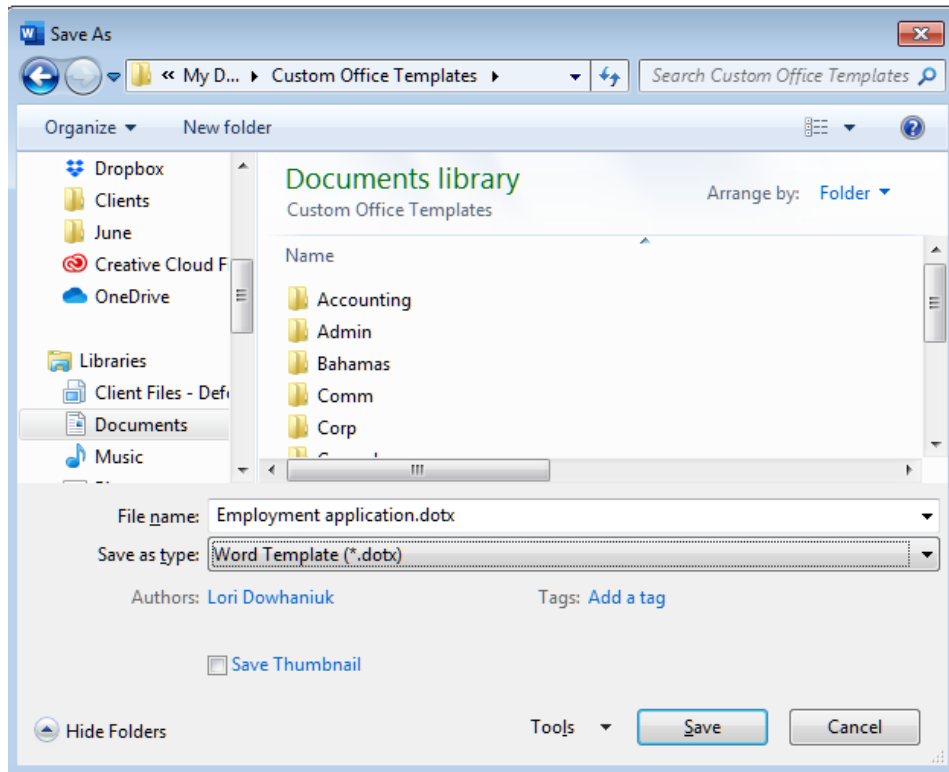 W Save As
« My D... Custom Office Templates Search Custom Office Templates
Organize New folder
Dropbox
Clients
June
Creative Cloud F
OneDrive
Libraries
Client Files - Def
Documents
Music
Documents library
Custom Office Templates
Arrange by: Folder
Name
Accounting
Admin
Bahamas
Comm
Corp
File name: Employment application.dotx
Save as type: Word Template (*.dotx)
Authors: Lori Dowhaniuk Tags: Add a tag
Save Thumbnail
Hide Folders Tools Save Cancel